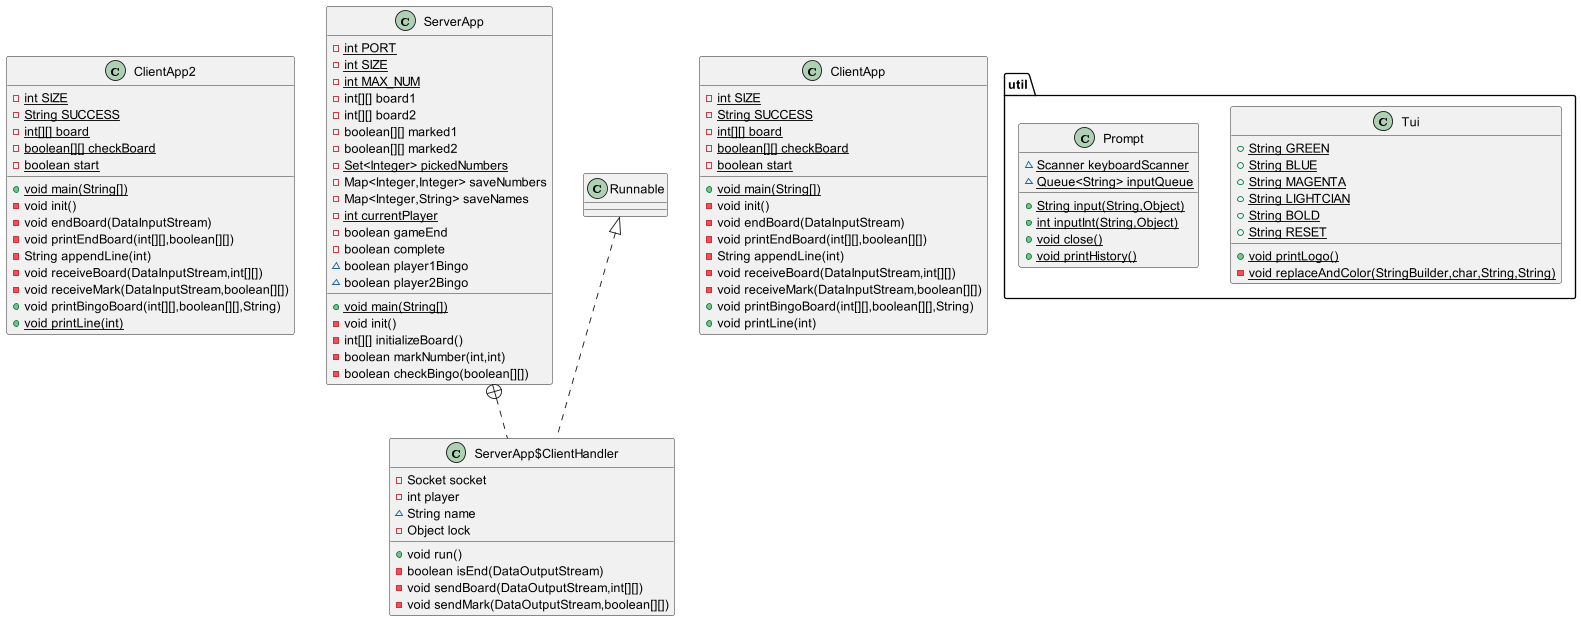 C ClientApp2
int SIZE
String SUCCESS
int[][] board
boolean[][] checkBoard
boolean start
void main(String[])
void init()
void endBoard(DataInputStream)
void printEndBoard(int[][],boolean[][])
String appendLine(int)
void receiveBoard(DataInputStream,int[][])
void receiveMark(DataInputStream,boolean[][])
void printBingoBoard(int[][],boolean[][],String)
void printLine(int)
C ServerApp
int PORT
int SIZE
int MAX_NUM
int[][] board1
int[][] board2
boolean[][] marked1
boolean[][] marked2
Set<Integer> pickedNumbers
Map<Integer,Integer> saveNumbers
Map<Integer,String> saveNames
int currentPlayer
boolean gameEnd
boolean complete
boolean player1Bingo
boolean player2Bingo
void main(String[])
void init()
int[][] initializeBoard()
boolean markNumber(int,int)
boolean checkBingo(boolean[][])
C Runnable
C ClientApp
int SIZE
String SUCCESS
int[][] board
boolean[][] checkBoard
boolean start
void main(String[])
void init()
void endBoard(DataInputStream)
void printEndBoard(int[][],boolean[][])
String appendLine(int)
void receiveBoard(DataInputStream,int[][])
void receiveMark(DataInputStream,boolean[][])
void printBingoBoard(int[][],boolean[][],String)
void printLine(int)
util
C Prompt
Scanner keyboardScanner
Queue<String> inputQueue
String input(String,Object)
int inputInt(String,Object)
void close()
void printHistory()
C Tui
String GREEN
String BLUE
String MAGENTA
String LIGHTCIAN
String BOLD
String RESET
void printLogo()
void replaceAndColor(StringBuilder,char,String,String)
C ServerApp$ClientHandler
Socket socket
int player
String name
Object lock
void run()
boolean isEnd(DataOutputStream)
void sendBoard(DataOutputStream,int[][])
void sendMark(DataOutputStream,boolean[][])